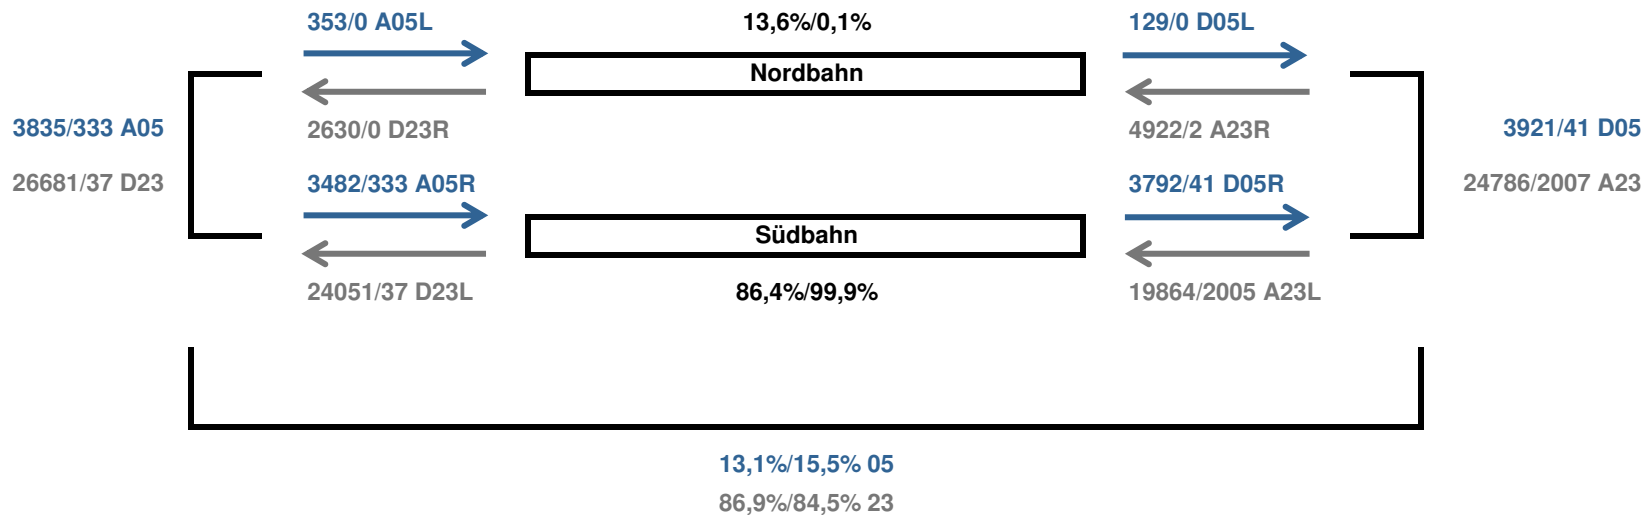 353/0 A05L
13,6%/0,1%
129/0 D05L
Nordbahn
3835/333 A05
2630/0 D23R
4922/2 A23R
3921/41 D05
26681/37 D23
3482/333 A05R
3792/41 D05R
24786/2007 A23
Südbahn
24051/37 D23L
86,4%/99,9%
19864/2005 A23L
13,1%/15,5% 05
86,9%/84,5% 23